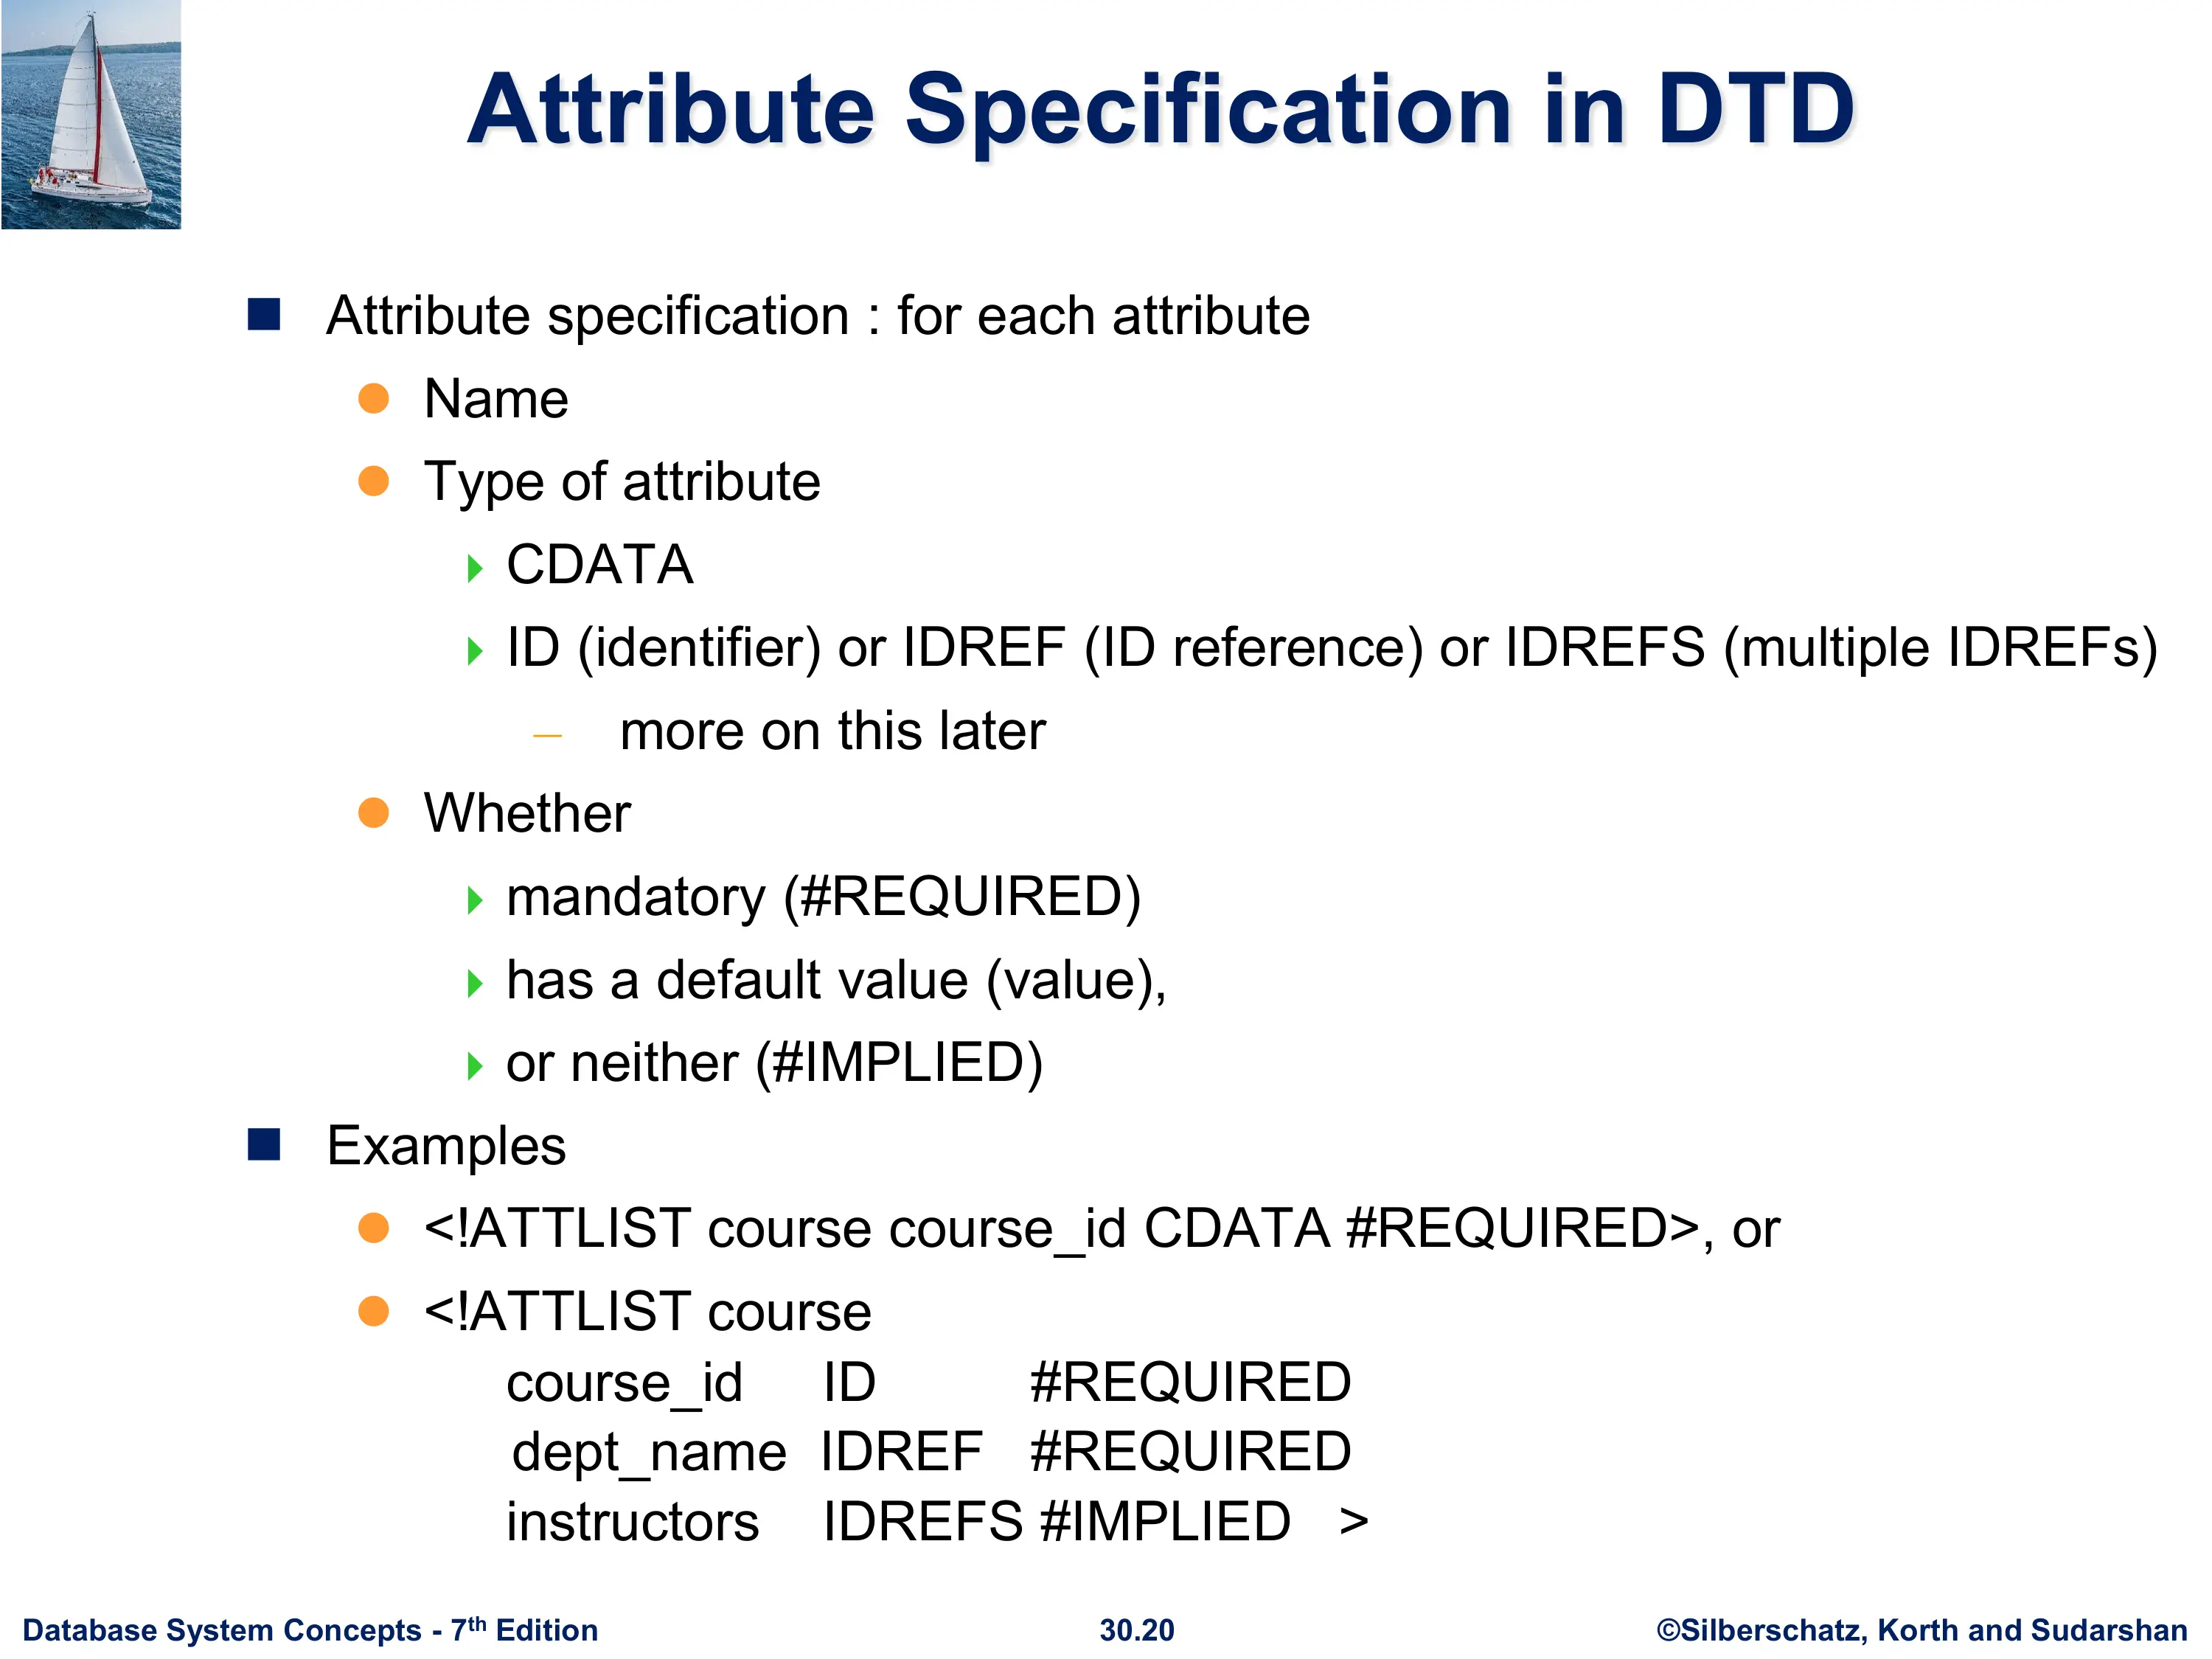 Attribute Specification in DTD
Attribute specification : for each attribute
Name
Type of attribute
CDATA
ID (identifier) or IDREF (ID reference) or IDREFS (multiple IDREFs)
– more on this later
Whether
mandatory (#REQUIRED)
has a default value (value),
or neither (#IMPLIED)
Examples
<!ATTLIST course course_id CDATA #REQUIRED>, or
<!ATTLIST course
course_id ID #REQUIRED
dept_name IDREF #REQUIRED
instructors IDREFS #IMPLIED >
Database System Concepts - 7th Edition 30.20 ©Silberschatz, Korth and Sudarshan